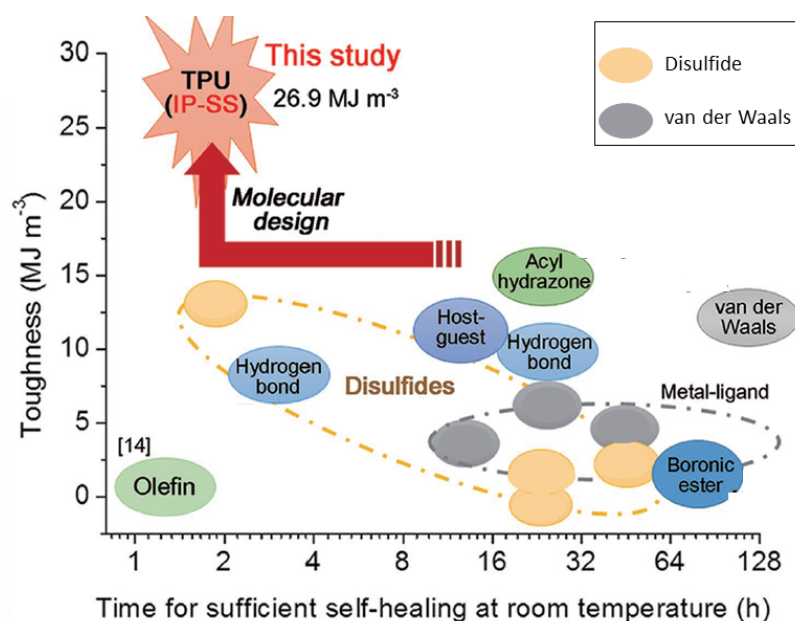 This study
TPU
(IP-SS)
26.9 MJ m⁻³
Disulfide
van der Waals
Molecular
design
Acyl
hydrazone
van der
Waals
Host-
guest
Hydrogen
bond
Hydrogen
bond
Disulfides
Metal-ligand
[14]
Olefin
Boronic
ester
Toughness (MJ m⁻³)
30
25
20
15
10
5
0
1 2 4 8 16 32 64 128
Time for sufficient self-healing at room temperature (h)